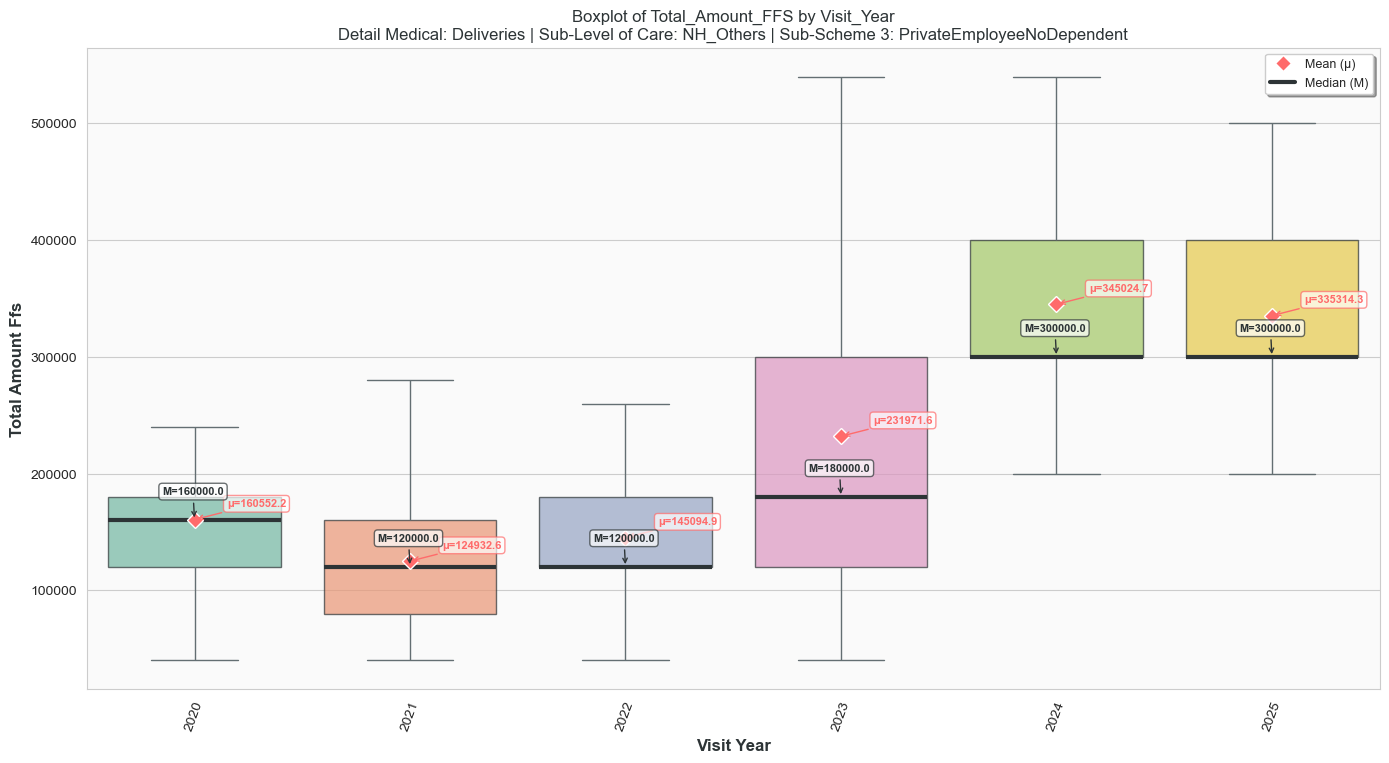 Boxplot of Total_Amount_FFS by Visit_Year
Detail Medical: Deliveries | Sub-Level of Care: NH_Others | Sub-Scheme 3: PrivateEmployeeNoDependent
Mean (μ)
Median (M)
Total Amount Ffs
500000
400000
300000
200000
100000
M=160000.0
μ=160552.2
M=120000.0
μ=124932.6
M=120000.0
μ=145094.9
M=180000.0
μ=231971.6
M=300000.0
μ=345024.7
M=300000.0
μ=335314.3
2020
2021
2022
2023
2024
2025
Visit Year